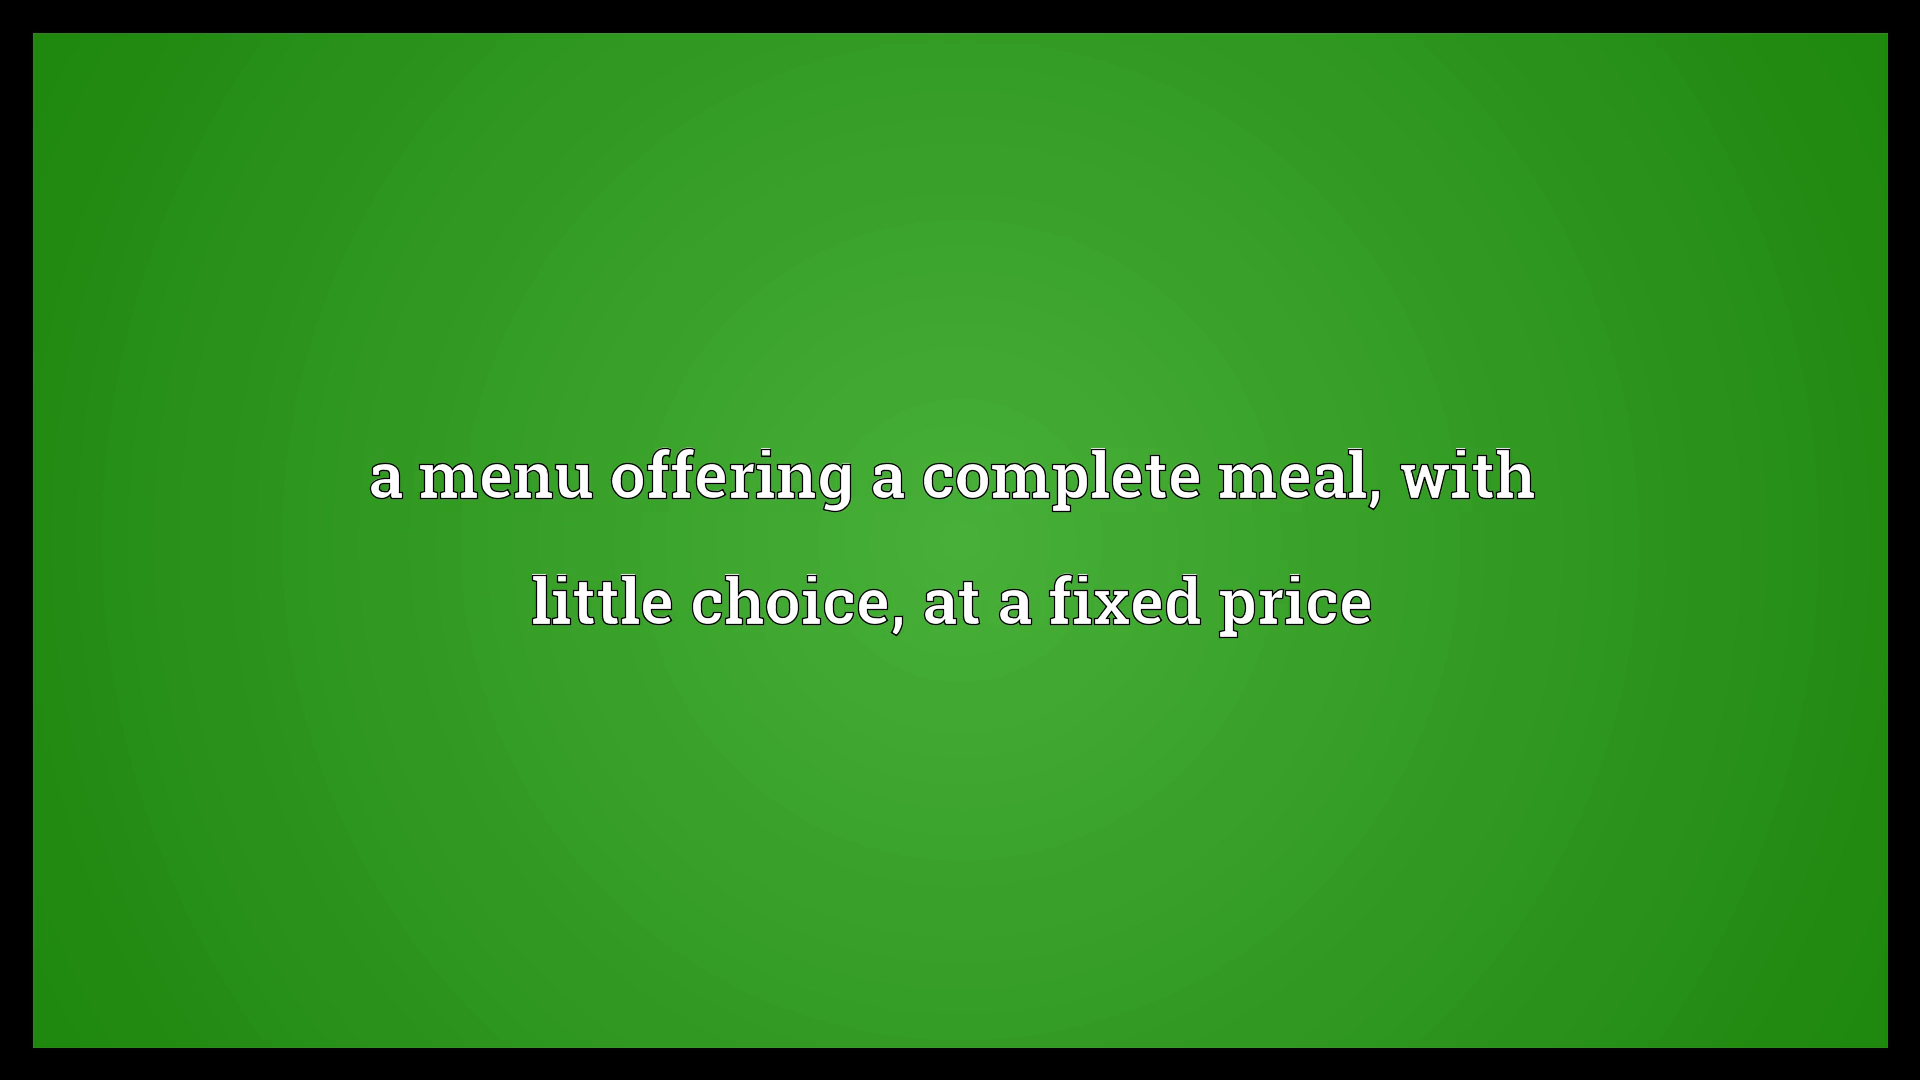 a menu offering a complete meal, with
little choice, at a fixed price